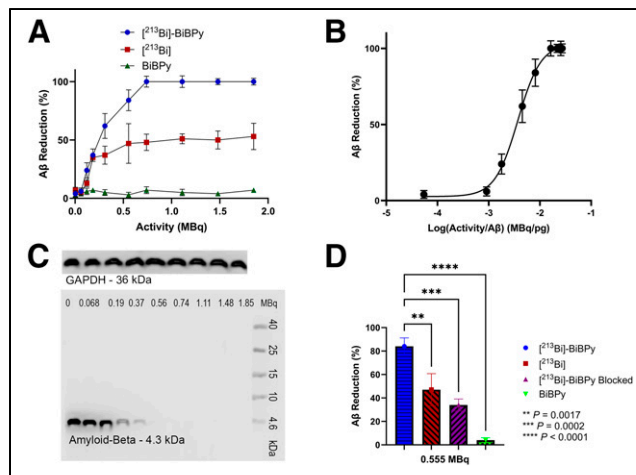 A
[²¹³Bi]-BiBPy
[²¹³Bi]
BiBPy
Aβ Reduction (%)
100
50
0
0.0 0.5 1.0 1.5 2.0
Activity (MBq)
B
Aβ Reduction (%)
100
50
0
-5 -4 -3 -2 -1
Log(Activity/Aβ) (MBq/pg)
C
GAPDH - 36 kDa
0 0.068 0.19 0.37 0.56 0.74 1.11 1.48 1.85 MBq
40
25
15
10
4.6
kDa
Amyloid-Beta - 4.3 kDa
D
****
***
**
Aβ Reduction (%)
100
80
60
40
20
0
0.555 MBq
[²¹³Bi]-BiBPy
[²¹³Bi]
[²¹³Bi]-BiBPy Blocked
BiBPy
** P = 0.0017
*** P = 0.0002
**** P < 0.0001